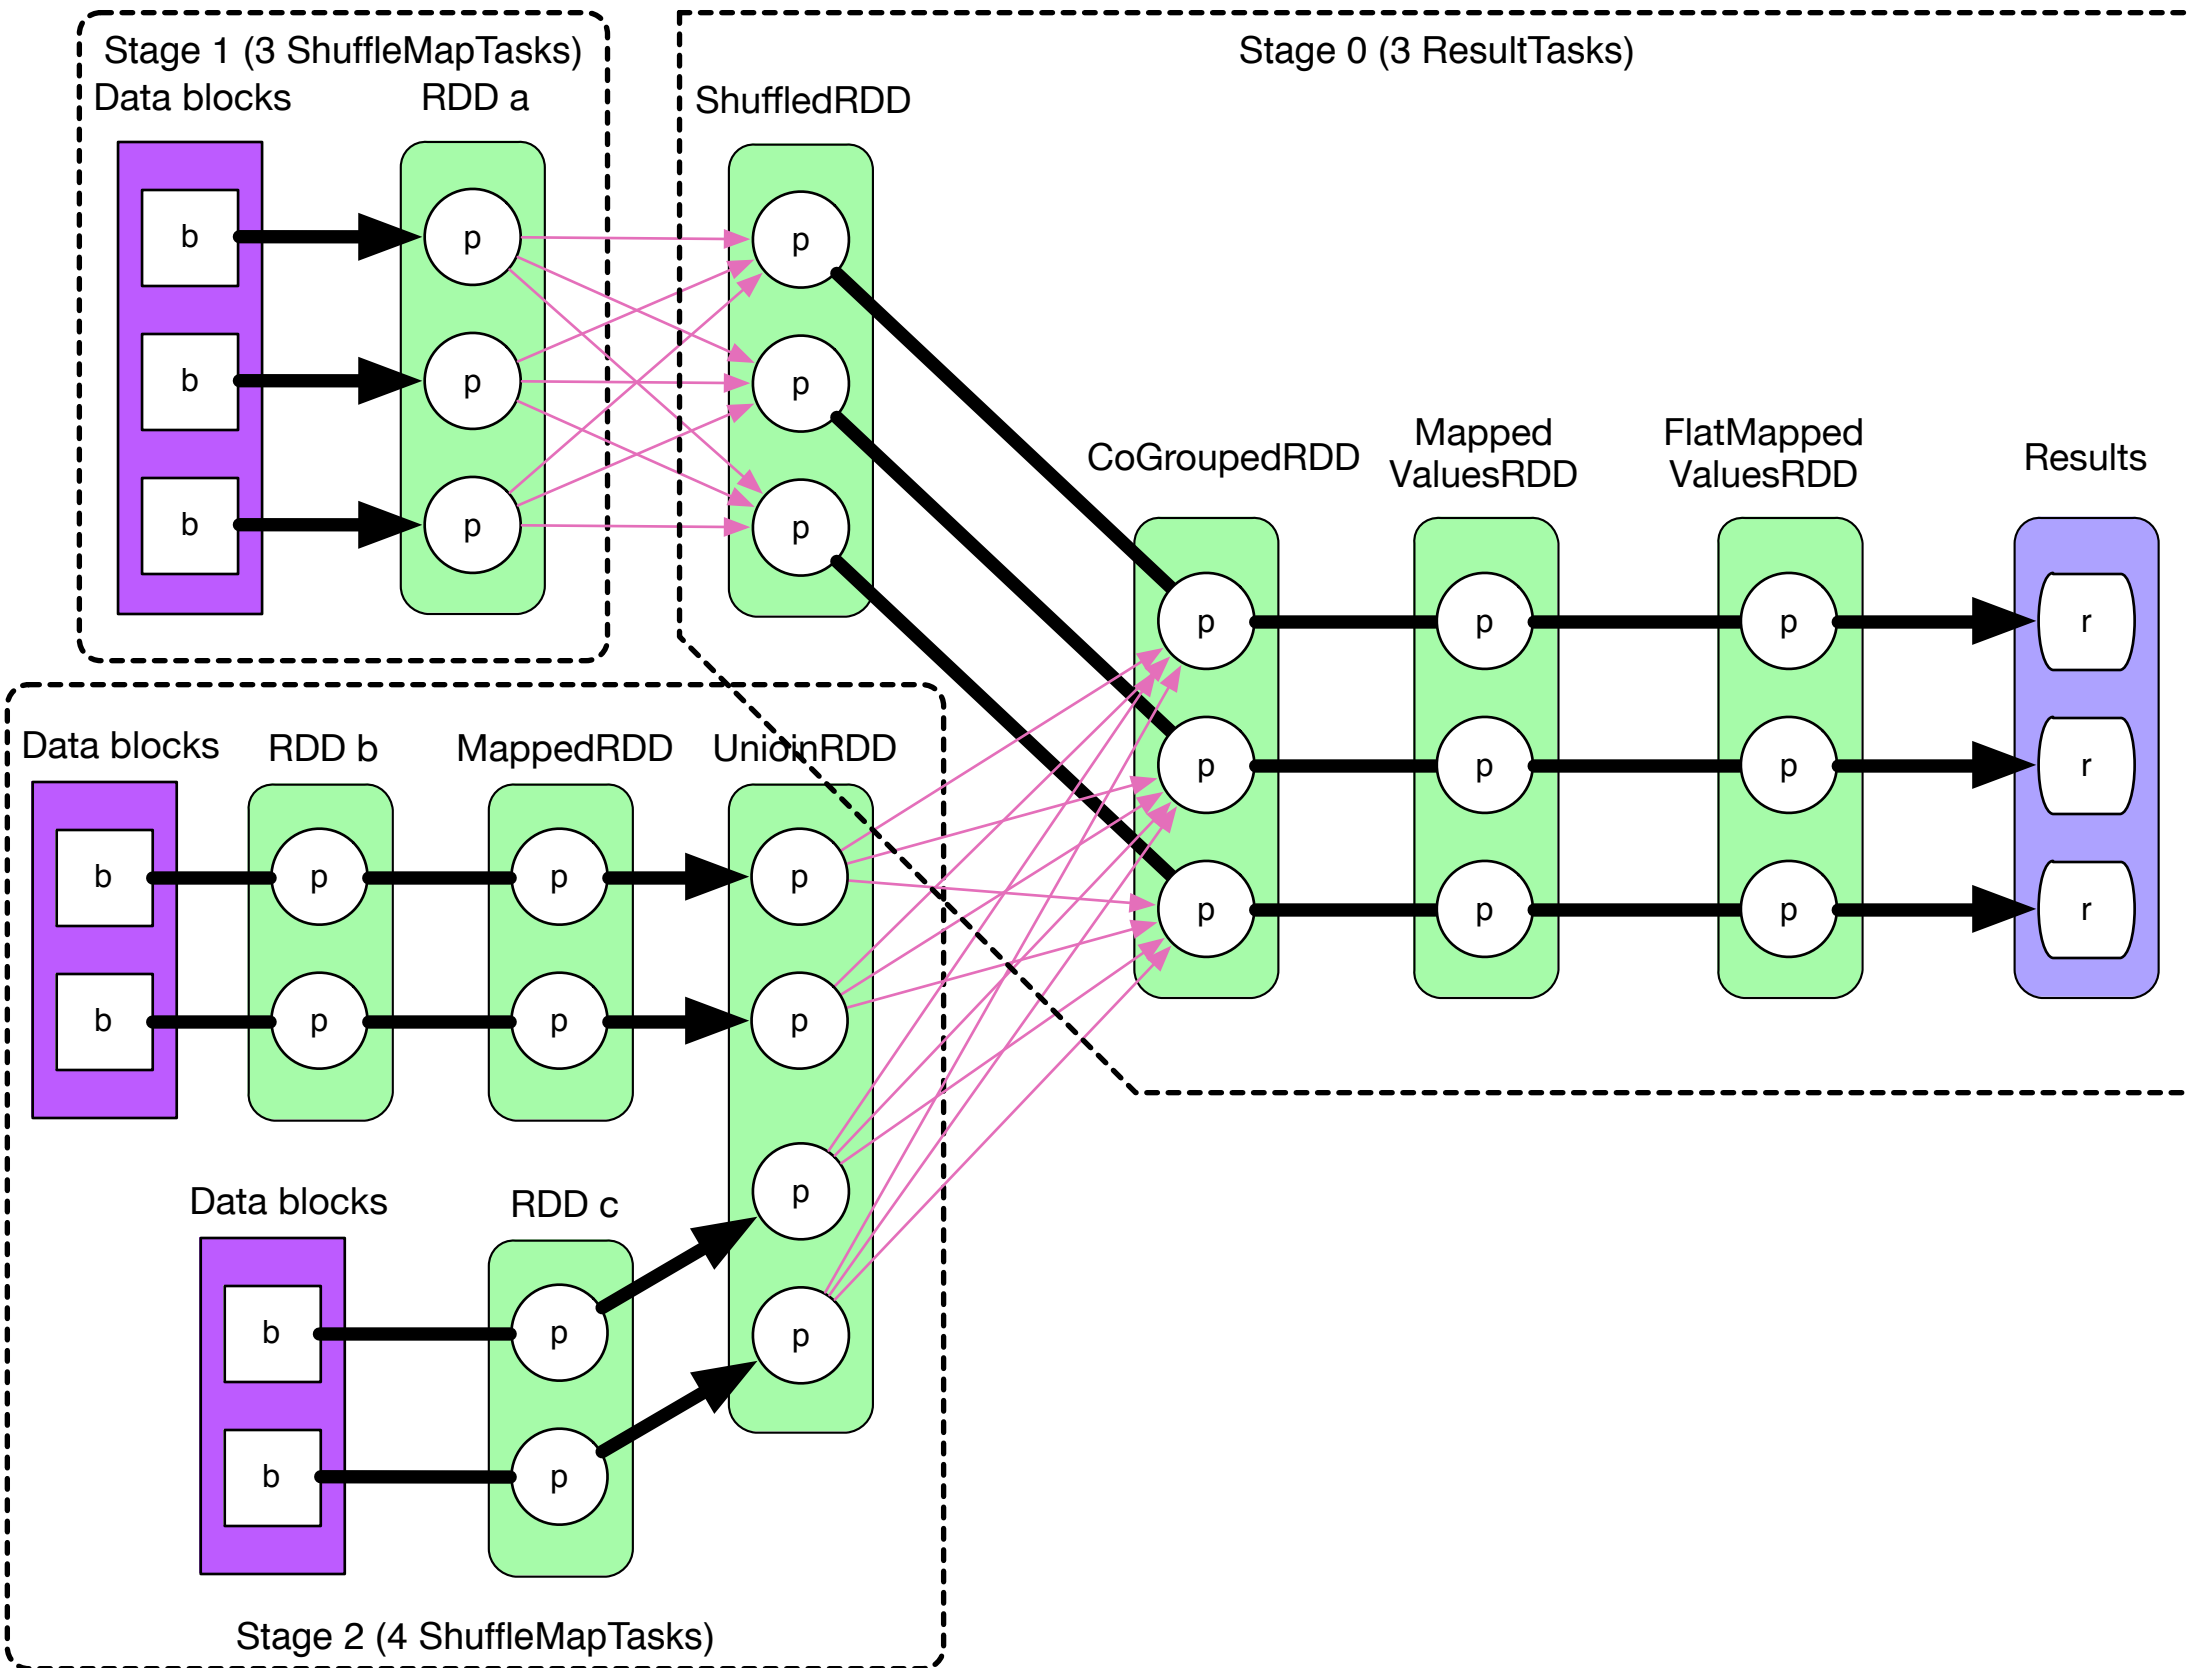 Stage 1 (3 ShuffleMapTasks)
Data blocks
RDD a
b
p
b
p
b
p
Stage 0 (3 ResultTasks)
ShuffledRDD
p
p
p
CoGroupedRDD
Mapped
ValuesRDD
FlatMapped
ValuesRDD
Results
p
p
p
r
p
p
p
r
p
p
p
r
Data blocks
RDD b
MappedRDD
UnioinRDD
b
p
p
p
b
p
p
p
Data blocks
RDD c
p
b
p
p
b
p
Stage 2 (4 ShuffleMapTasks)